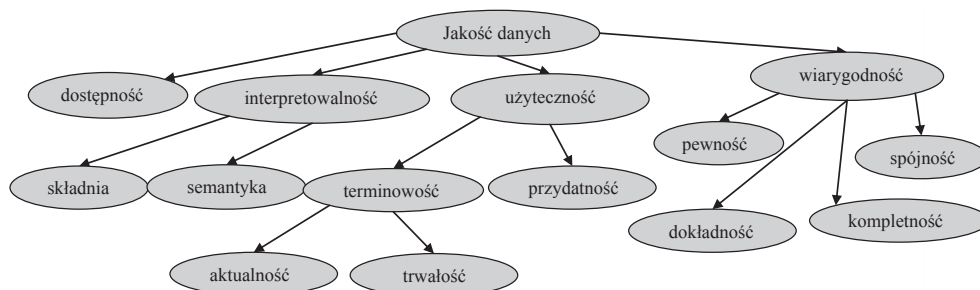 Jakość danych
dostępność
interpretowalność
użyteczność
wiarygodność
pewność
spójność
składnia
semantyka
terminowość
przydatność
dokładność
kompletność
aktualność
trwałość